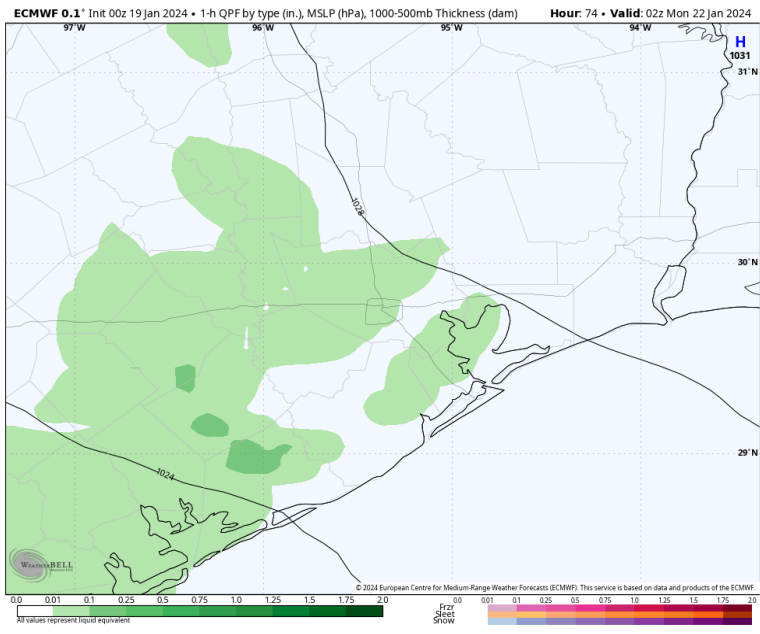 ECMWF 0.1° Init 00z 19 Jan 2024 • 1-h QPF by type (in.), MSLP (hPa), 1000-500mb Thickness (dam)
Hour: 74 • Valid: 02z Mon 22 Jan 2024
97°W 96°W 95°W 94°W
H
1031
31°N
1028
30°N
29°N
1024
WEATHERBELL
© 2024 European Centre for Medium-Range Weather Forecasts (ECMWF). This service is based on data and products of the ECMWF.
0.0 0.01 0.1 0.25 0.5 0.75 1.0 1.25 1.5 1.75 2.0
All values represent liquid equivalent
0.0 0.01 0.1 0.25 0.5 0.75 1.0 1.25 1.5 1.75 2.0
Frzr
Sleet
Snow